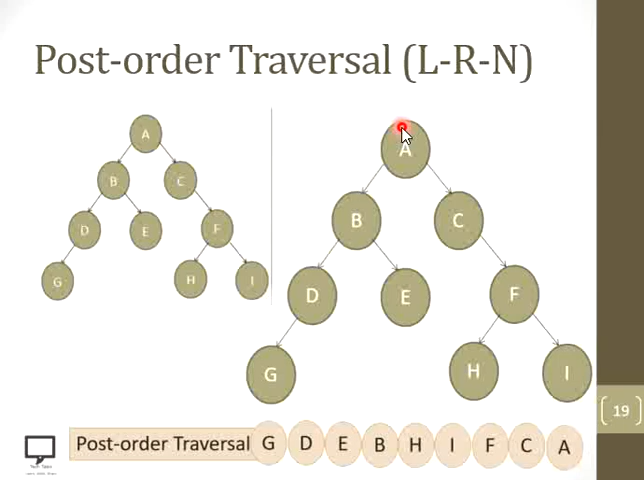 Post-order Traversal (L-R-N)
A
B C
D E F
G H I
A
B C
D E F
G H I
19
Post-order Traversal G D E B H I F C A